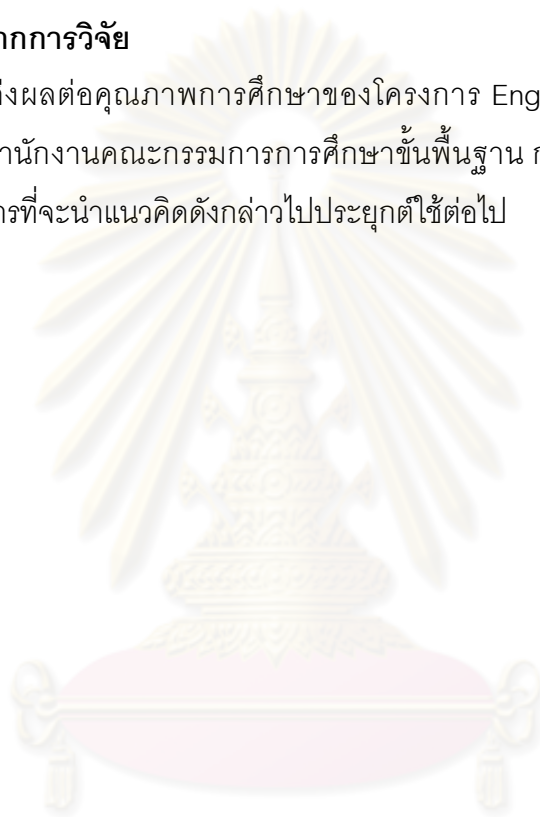 ากการวิจัย
ส่งผลต่อคุณภาพการศึกษาของโครงการ Eng
านักงานคณะกรรมการการศึกษาขั้นพื้นฐาน ก
ารที่จะนำแนวคิดดังกล่าวไปประยุกต์ใช้ต่อไป